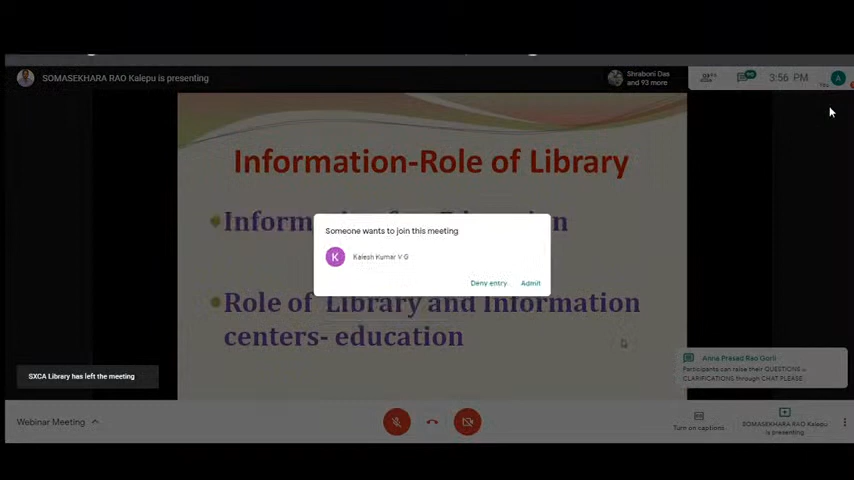 SOMASEKHARA RAO Kalepu is presenting
Shraboni Das
and 93 more
3:56 PM
A
You
Information-Role of Library
Role of Library and Information
centers- education
Someone wants to join this meeting
K
Kalesh Kumar V G
Deny entry
Admit
SXCA Library has left the meeting
Anna Prasad Rao Gorli
Participants can raise their QUESTIONS
CLARIFICATIONS through CHAT PLEASE
Webinar Meeting
Turn on captions
SOMASEKHARA RAO Kalepu
is presenting